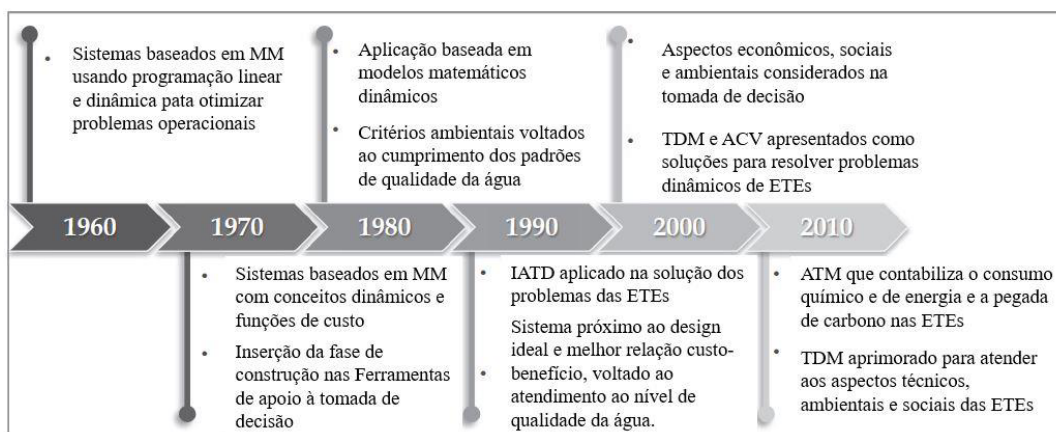 Sistemas baseados em MM
usando programação linear
e dinâmica pata otimizar
problemas operacionais
Aplicação baseada em
modelos matemáticos
dinâmicos
Critérios ambientais voltados
ao cumprimento dos padrões
de qualidade da água
Aspectos econômicos, sociais
e ambientais considerados na
tomada de decisão
TDM e ACV apresentados como
soluções para resolver problemas
dinâmicos de ETEs
1960
1970
1980
1990
2000
2010
Sistemas baseados em MM
com conceitos dinâmicos e
funções de custo
Inserção da fase de
construção nas Ferramentas
de apoio à tomada de
decisão
IATD aplicado na solução dos
problemas das ETEs
Sistema próximo ao design
ideal e melhor relação custo-
benefício, voltado ao
atendimento ao nível de
qualidade da água.
ATM que contabiliza o consumo
químico e de energia e a pegada
de carbono nas ETEs
TDM aprimorado para atender
aos aspectos técnicos,
ambientais e sociais das ETEs